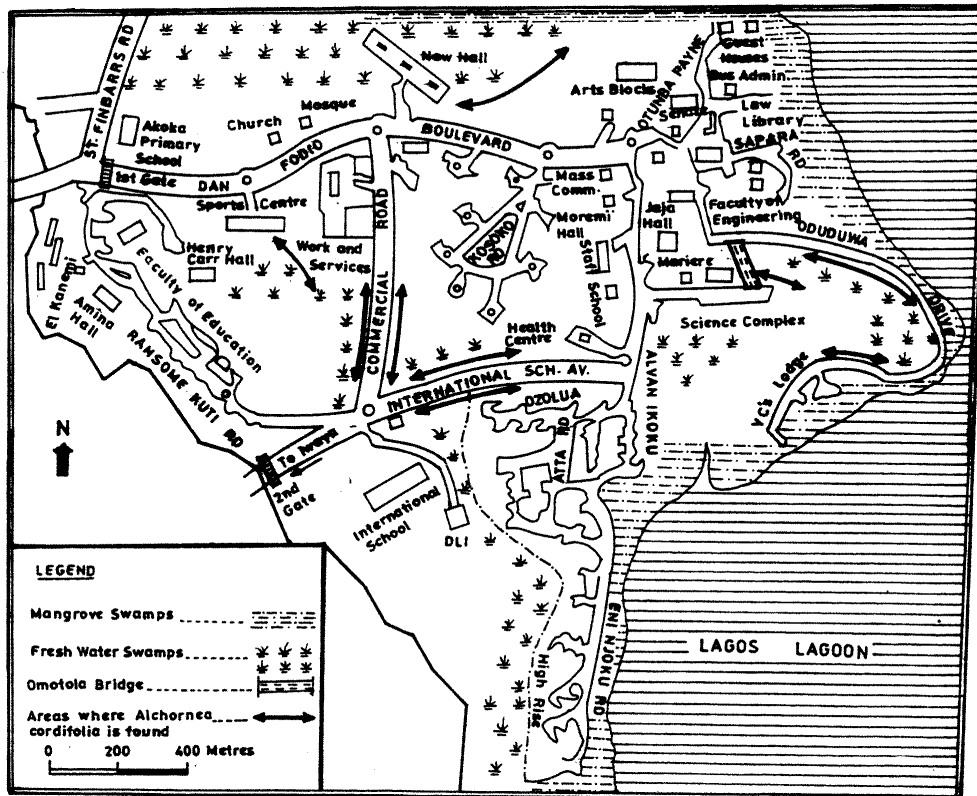 New Hall
Guest
Houses
Bus Admin.
Arts Blocks
OTUNBA PAYNE
Senate
Law
Library
SAPARA
RD
ST. FINBARRS RD
Akoka
Primary
School
1st Gate
Church
Mosque
DAN
FODIO
BOULEVARD
Sports Centre
Mass
Comm.
Moremi
Hall
Jaja
Hall
Faculty of
Engineering
ODUDUWA
DRIVE
KOSOKO
RD
Staff
School
Mariere
Henry
Carr Hall
Work and
Services
COMMERCIAL
ROAD
El Kanemi
Amina
Hall
Faculty of Education
RANSOME KUTI RD
Health
Centre
Science Complex
V.C's Lodge
INTERNATIONAL SCH. AV.
OZOLUA
ATTA RD
ALVAN IKOKU
N
To Iwaya
2nd
Gate
International
School
DLI
High Rise
ENI NJOKU RD
LAGOS LAGOON
LEGEND
Mangrove Swamps
Fresh Water Swamps
Omotola Bridge
Areas where Alchornea
cordifolia is found
0 200 400 Metres